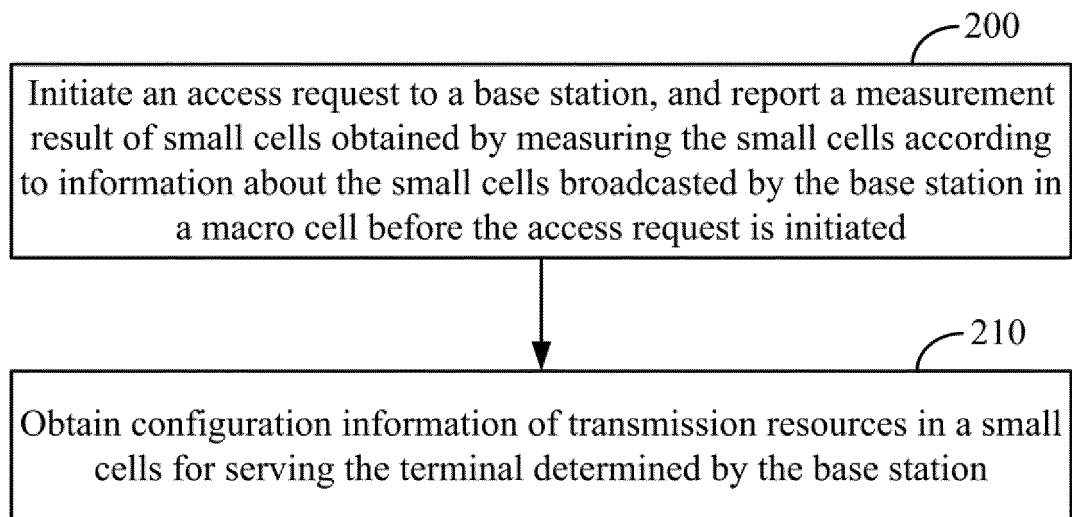 200
Initiate an access request to a base station, and report a measurement
result of small cells obtained by measuring the small cells according
to information about the small cells broadcasted by the base station in
a macro cell before the access request is initiated
210
Obtain configuration information of transmission resources in a small
cells for serving the terminal determined by the base station